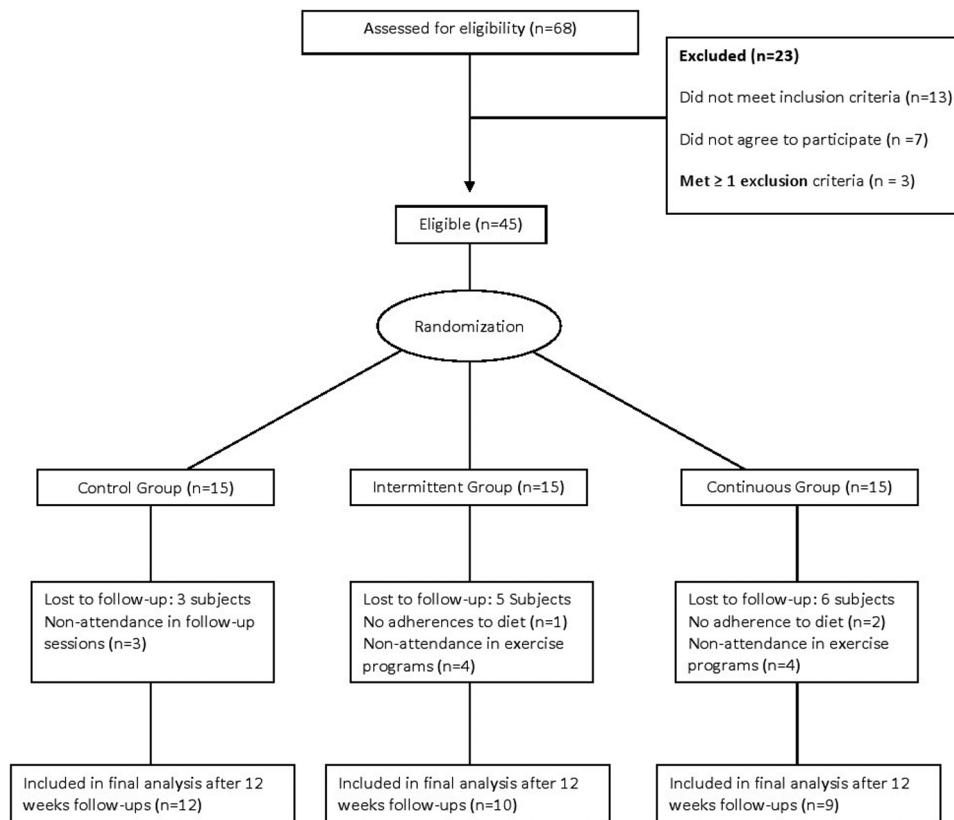 Assessed for eligibility (n=68)
Excluded (n=23)
Did not meet inclusion criteria (n=13)
Did not agree to participate (n =7)
Met ≥ 1 exclusion criteria (n = 3)
Eligible (n=45)
Randomization
Control Group (n=15)
Intermittent Group (n=15)
Continuous Group (n=15)
Lost to follow-up: 3 subjects
Non-attendance in follow-up
sessions (n=3)
Lost to follow-up: 5 Subjects
No adherences to diet (n=1)
Non-attendance in exercise
programs (n=4)
Lost to follow-up: 6 subjects
No adherence to diet (n=2)
Non-attendance in exercise
programs (n=4)
Included in final analysis after 12
weeks follow-ups (n=12)
Included in final analysis after 12
weeks follow-ups (n=10)
Included in final analysis after 12
weeks follow-ups (n=9)